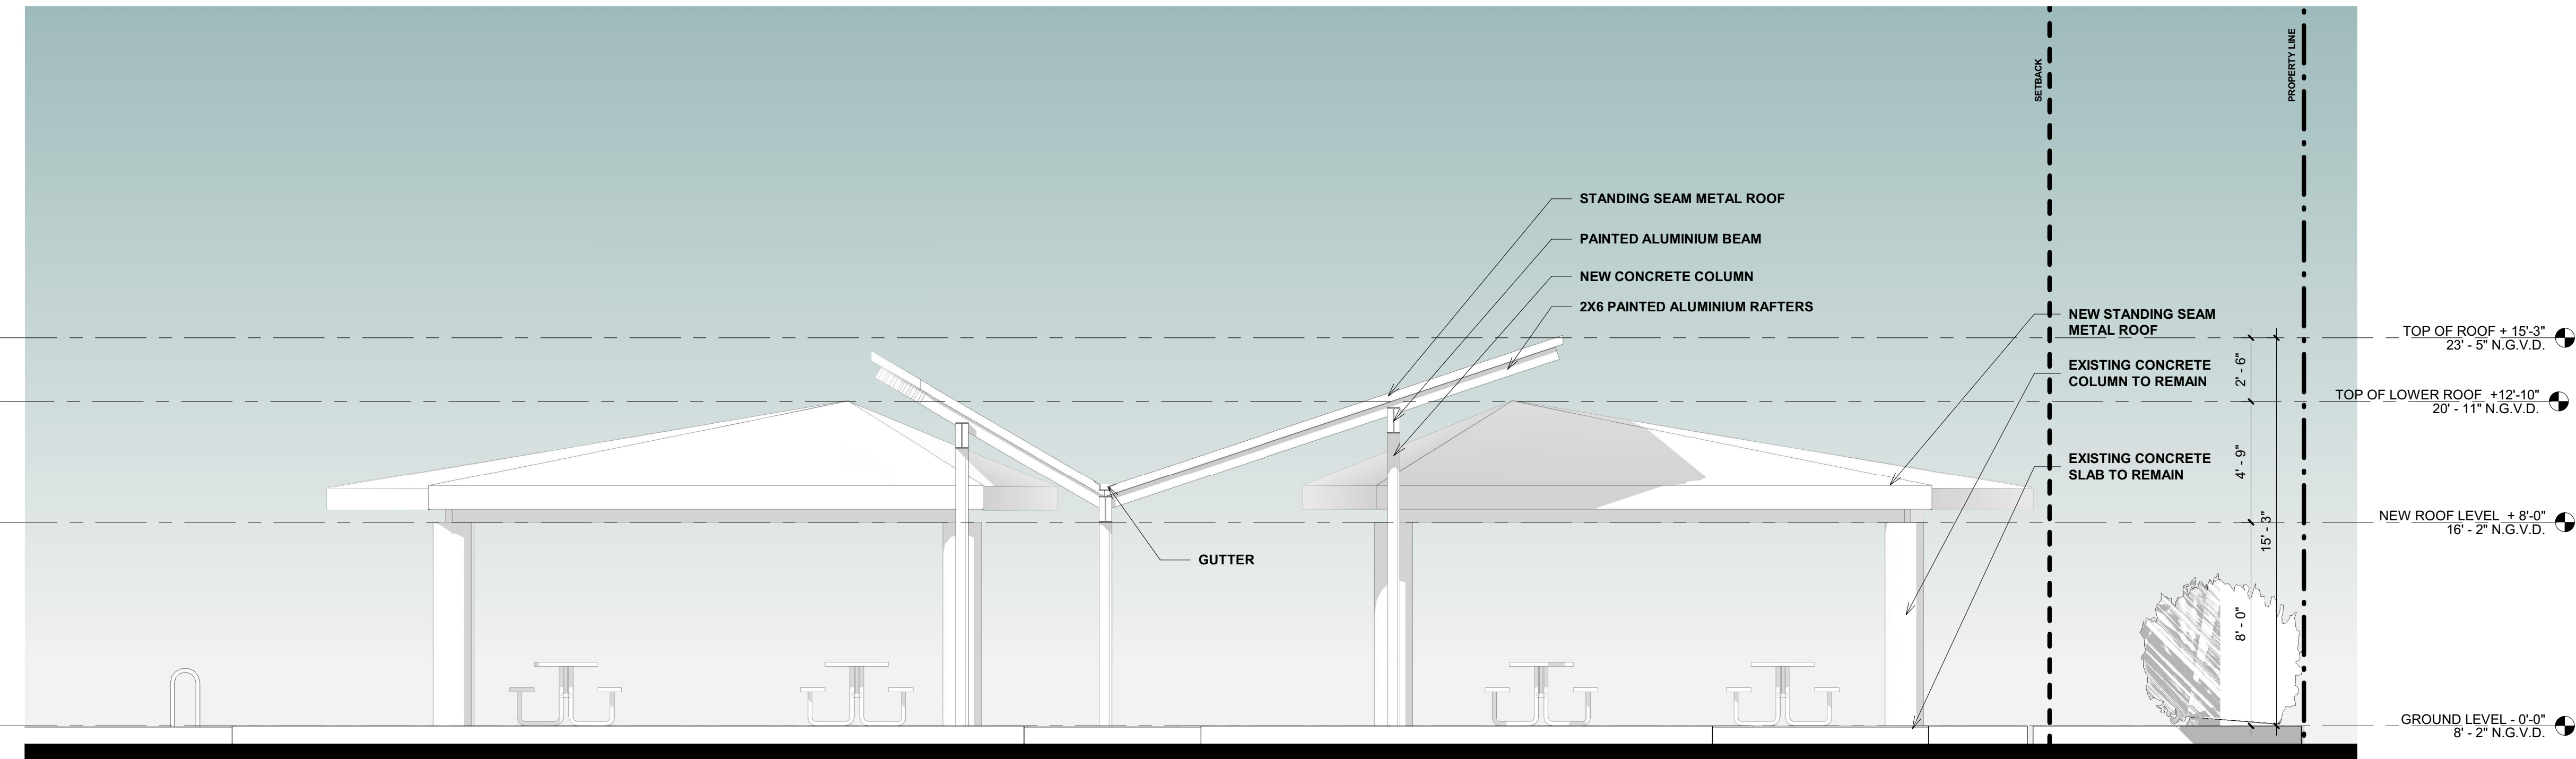 SETBACK
PROPERTY LINE
STANDING SEAM METAL ROOF
PAINTED ALUMINIUM BEAM
NEW CONCRETE COLUMN
2X6 PAINTED ALUMINIUM RAFTERS
GUTTER
NEW STANDING SEAM
METAL ROOF
EXISTING CONCRETE
COLUMN TO REMAIN
EXISTING CONCRETE
SLAB TO REMAIN
2' - 6"
4' - 9"
15' - 3"
8' - 0"
TOP OF ROOF + 15'-3"
23' - 5" N.G.V.D.
TOP OF LOWER ROOF +12'-10"
20' - 11" N.G.V.D.
NEW ROOF LEVEL + 8'-0"
16' - 2" N.G.V.D.
GROUND LEVEL - 0'-0"
8' - 2" N.G.V.D.